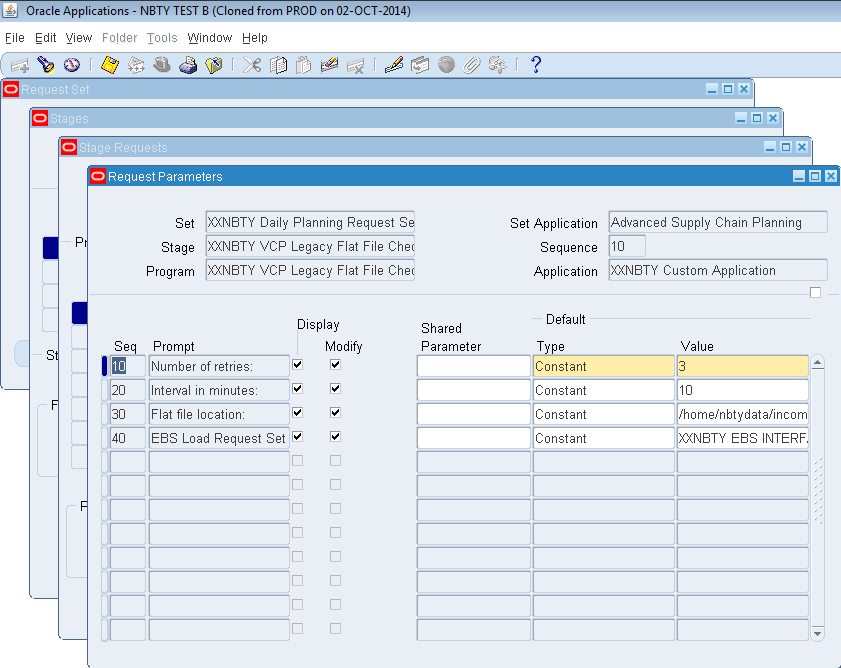 Oracle Applications - NBTY TEST B (Cloned from PROD on 02-OCT-2014)
File Edit View Folder Tools Window Help
Request Set
Stages
Stage Requests
Request Parameters
Set XXNBTY Daily Planning Request Se Set Application Advanced Supply Chain Planning
Stage XXNBTY VCP Legacy Flat File Chec Sequence 10
Program XXNBTY VCP Legacy Flat File Chec Application XXNBTY Custom Application
Pr
St
F
F
Display Shared Default
Seq Prompt Modify Parameter Type Value
10 Number of retries: Constant 3
20 Interval in minutes: Constant 10
30 Flat file location: Constant /home/nbtydata/incom
40 EBS Load Request Set Constant XXNBTY EBS INTERFA